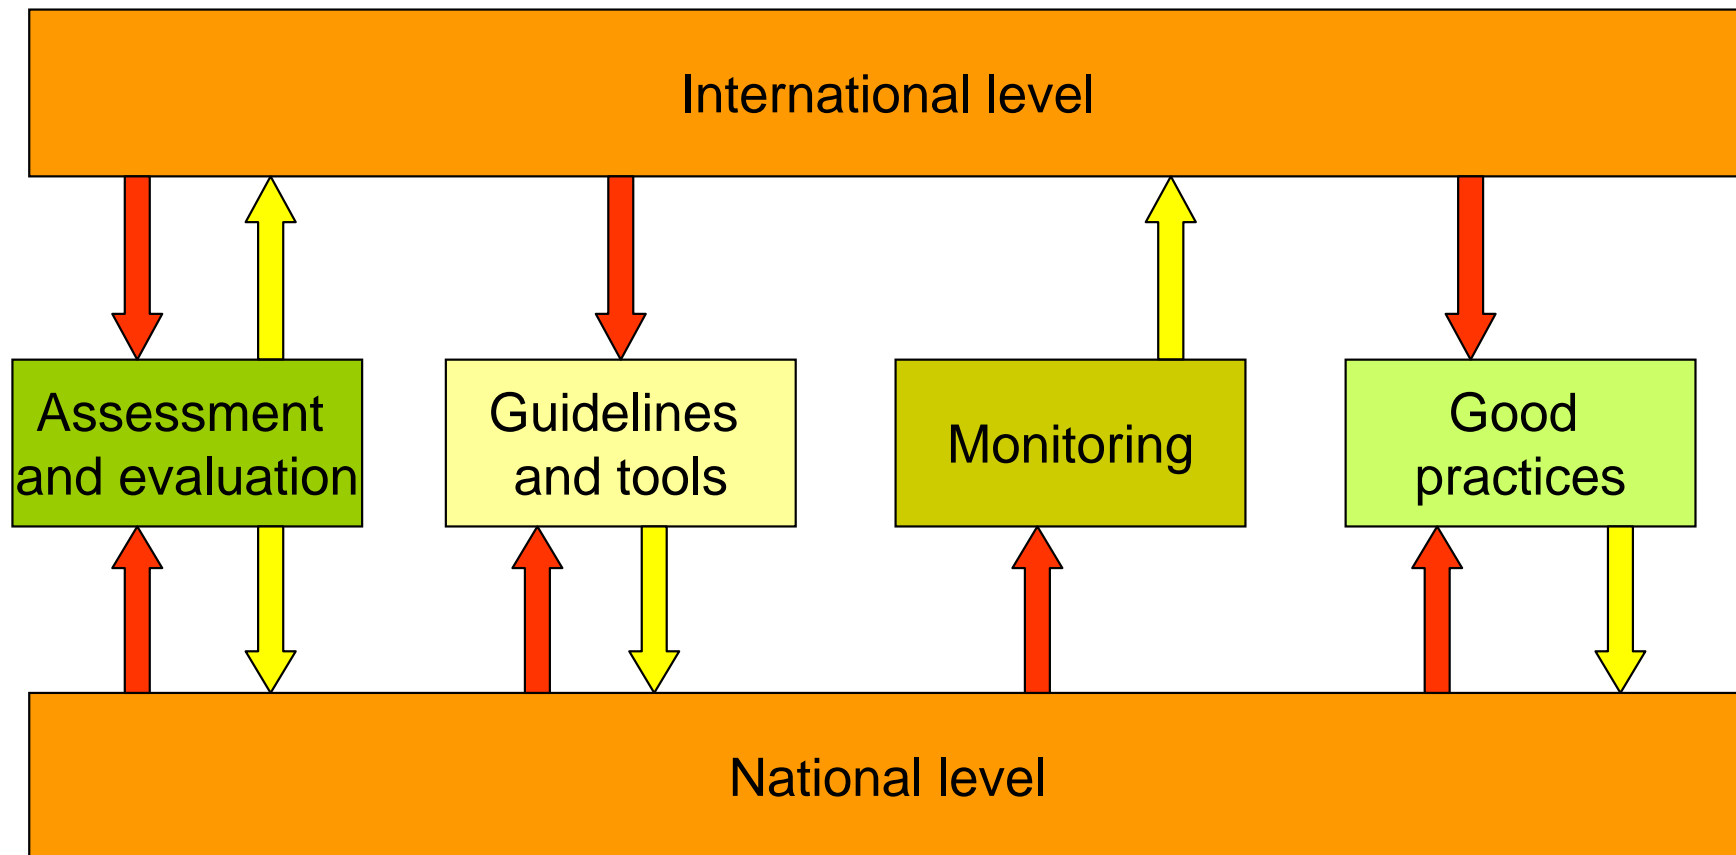 International level
Assessment
and evaluation
Guidelines
and tools
Monitoring
Good
practices
National level